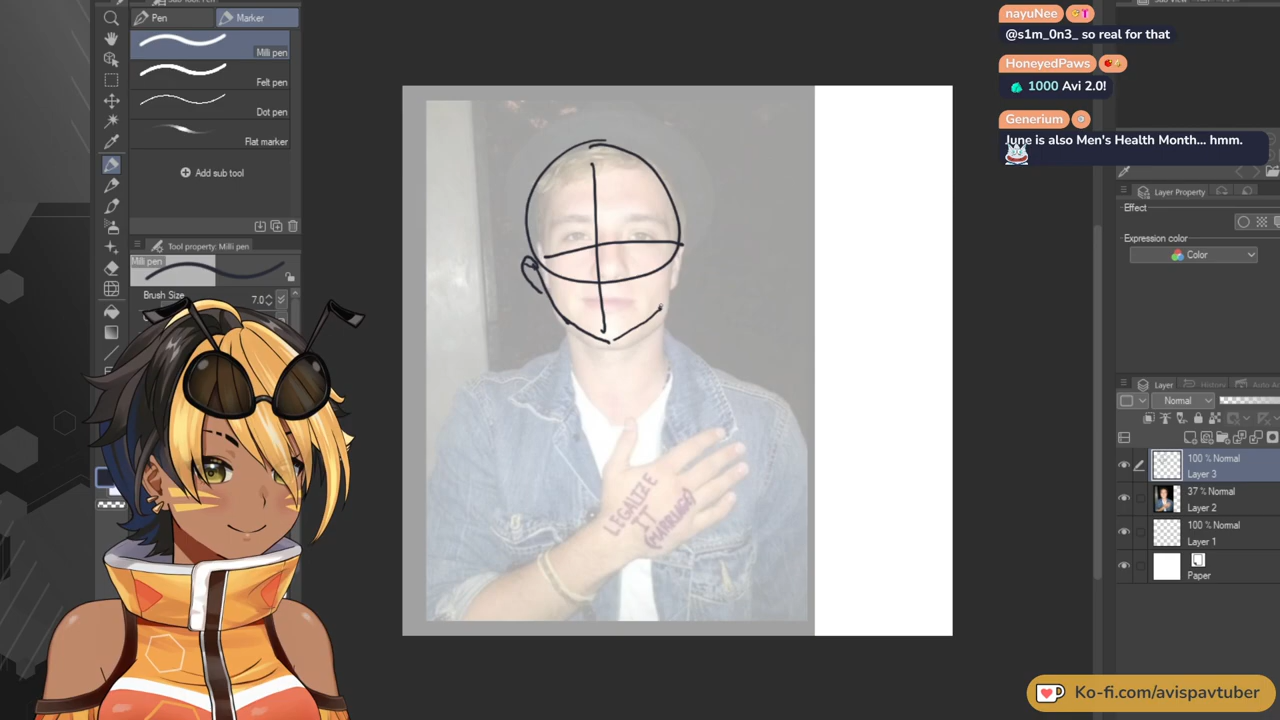 Pen
Marker
Milli pen
Felt pen
Dot pen
Flat marker
Add sub tool
Tool property: Milli pen
Milli pen
Brush Size
7.0
nayuNee
@s1m_0n3_ so real for that
HoneyedPaws
1000 Avi 2.0!
Generium
June is also Men's Health Month... hmm.
Layer Property
Effect
Expression color
Color
Layer
History
Auto A
Normal
100 % Normal
Layer 3
37 % Normal
Layer 2
100 % Normal
Layer 1
Paper
LEGALIZE
IT
(MARRIAGE)
Ko-fi.com/avispavtuber